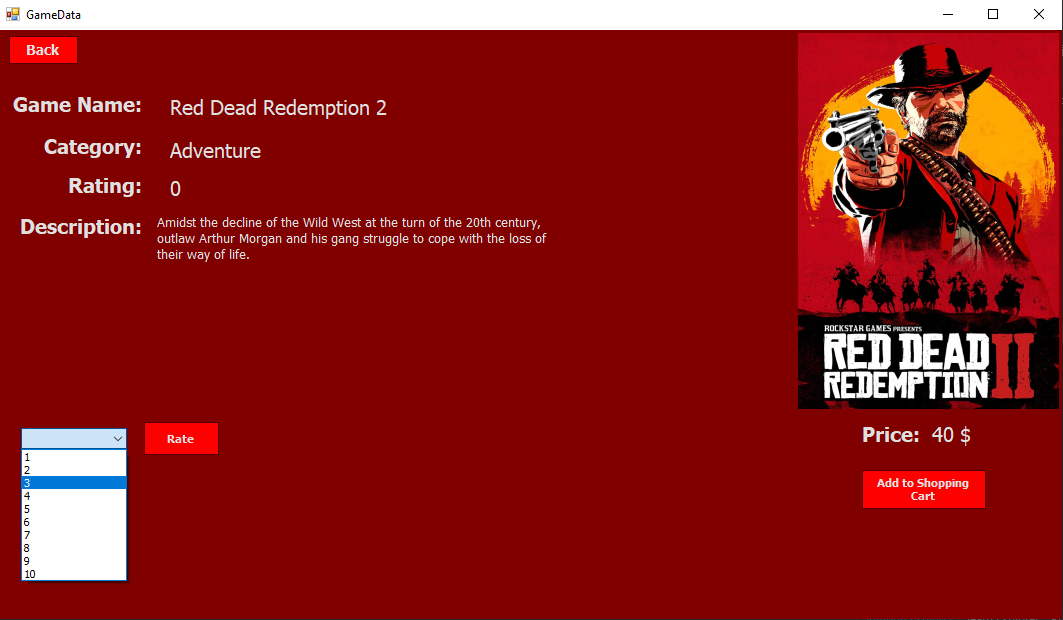 GameData
Back
Game Name: Red Dead Redemption 2
Category: Adventure
Rating: 0
Description: Amidst the decline of the Wild West at the turn of the 20th century,
outlaw Arthur Morgan and his gang struggle to cope with the loss of
their way of life.
ROCKSTAR GAMES PRESENTS
RED DEAD
REDEMPTION II
Rate
1
2
3
4
5
6
7
8
9
10
Price: 40 $
Add to Shopping
Cart